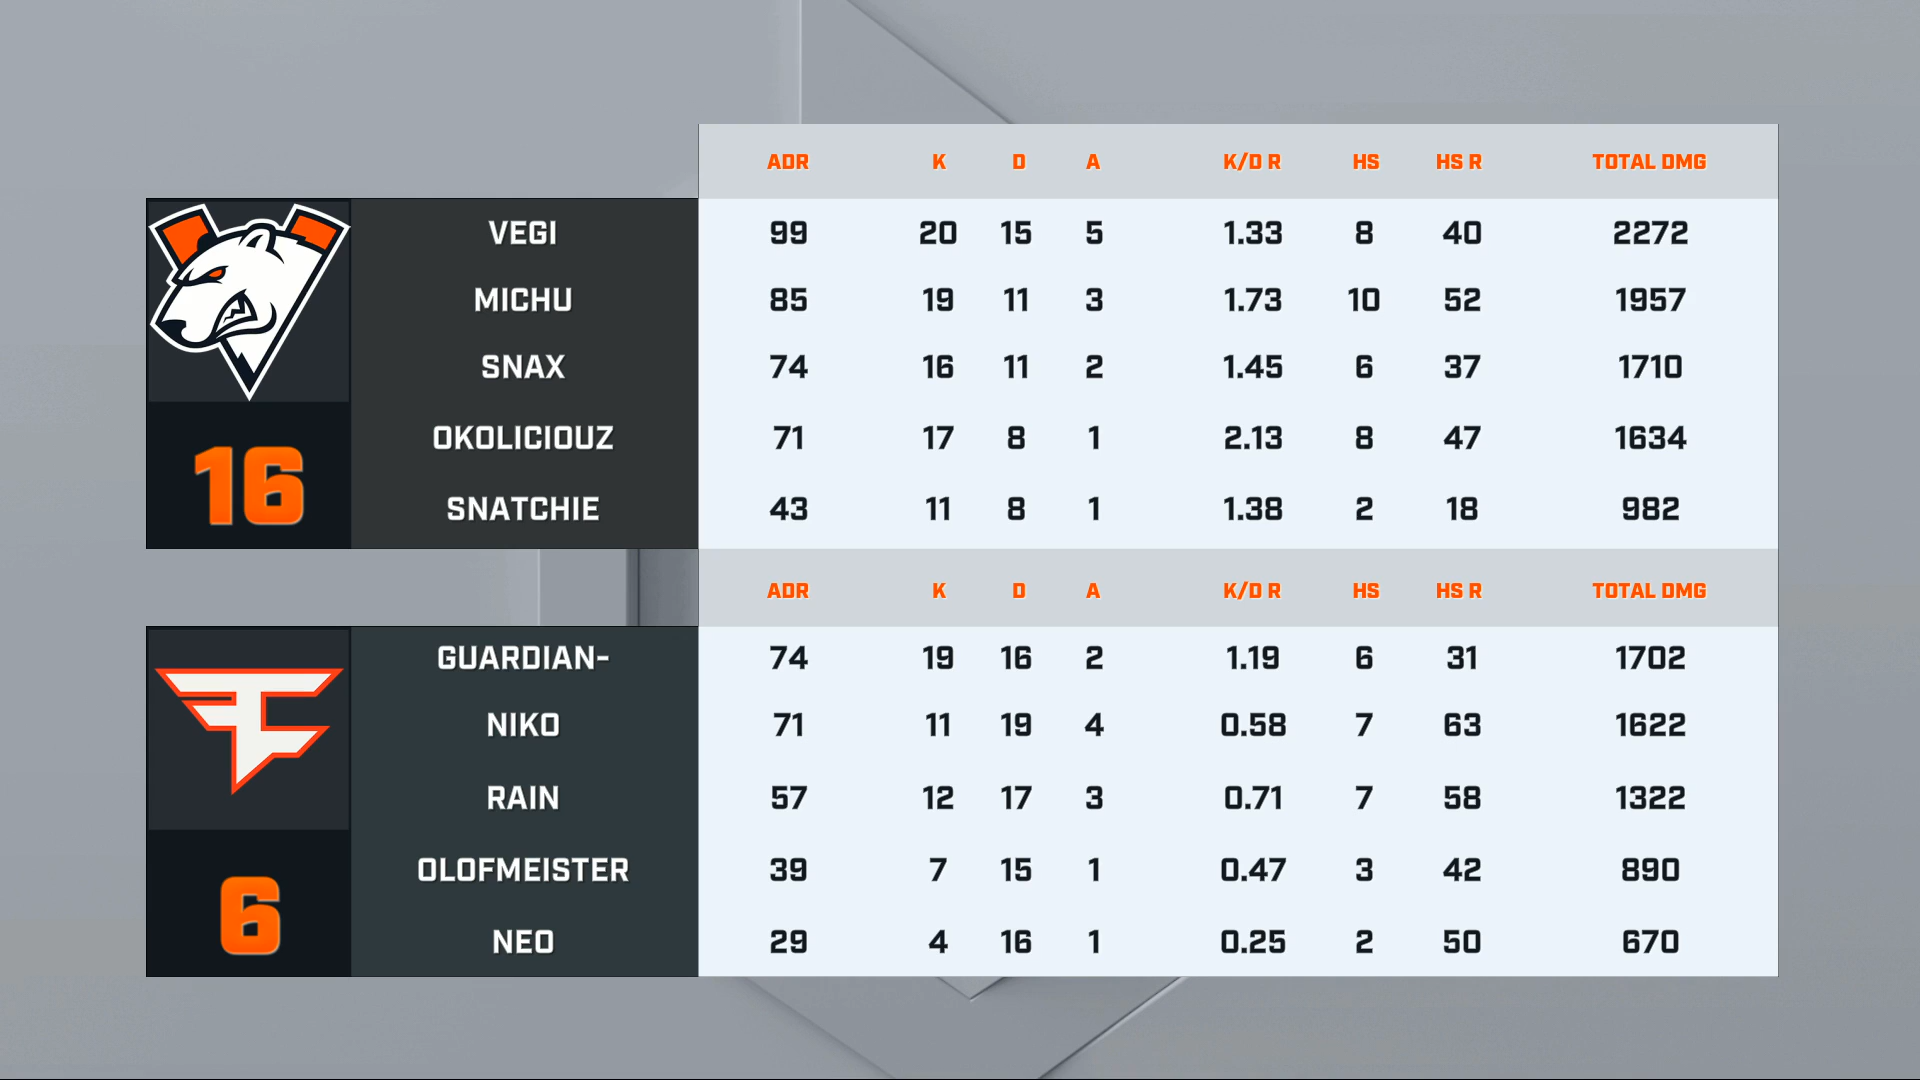 ADR K D A K/D R HS HS R TOTAL DMG
VEGI 99 20 15 5 1.33 8 40 2272
MICHU 85 19 11 3 1.73 10 52 1957
SNAX 74 16 11 2 1.45 6 37 1710
OKOLICIOUZ 71 17 8 1 2.13 8 47 1634
16
SNATCHIE 43 11 8 1 1.38 2 18 982
ADR K D A K/D R HS HS R TOTAL DMG
GUARDIAN- 74 19 16 2 1.19 6 31 1702
NIKO 71 11 19 4 0.58 7 63 1622
RAIN 57 12 17 3 0.71 7 58 1322
OLOFMEISTER 39 7 15 1 0.47 3 42 890
6
NEO 29 4 16 1 0.25 2 50 670